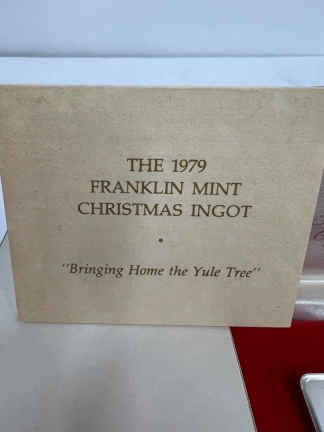 THE 1979
FRANKLIN MINT
CHRISTMAS INGOT
•
"Bringing Home the Yule Tree"